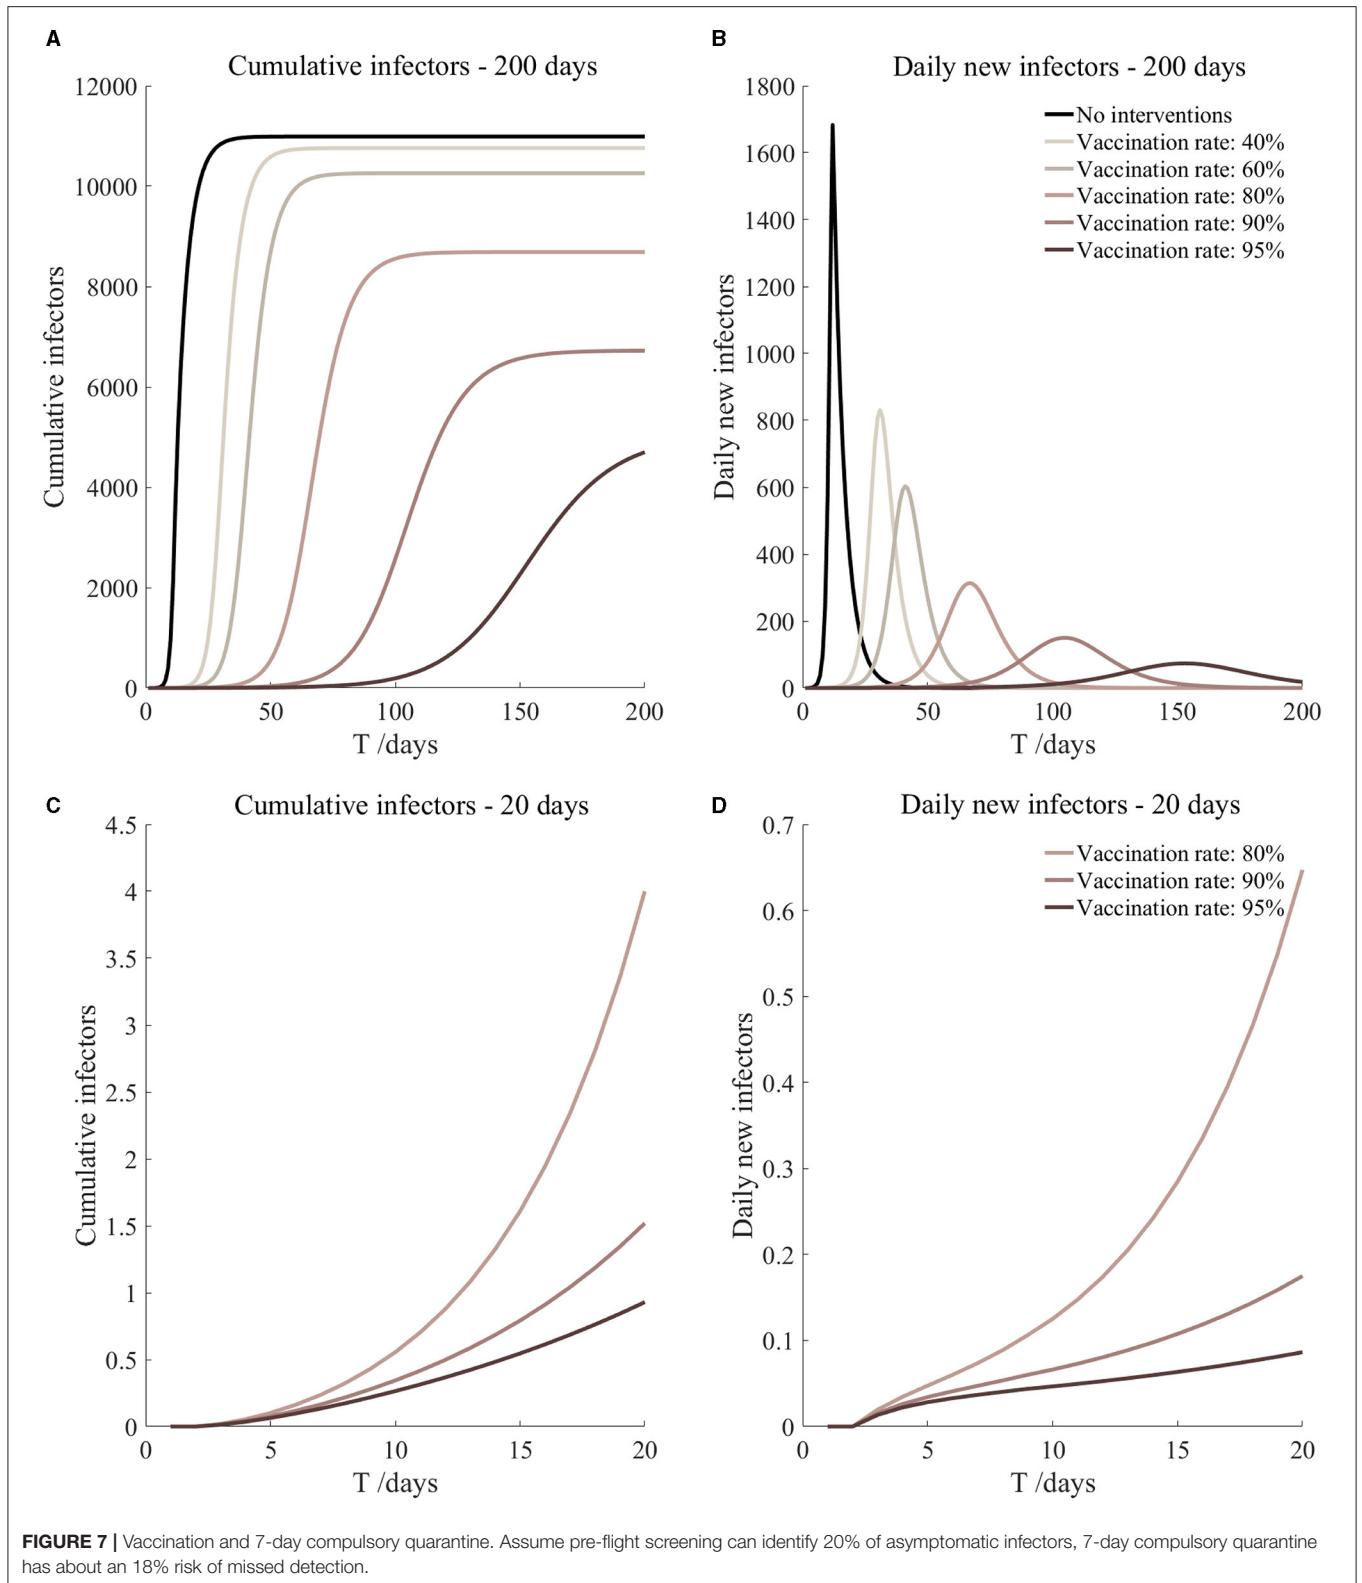 A
Cumulative infectors - 200 days
12000
10000
8000
6000
4000
2000
0
0 50 100 150 200
T /days
Cumulative infectors
B
Daily new infectors - 200 days
1800
1600
1400
1200
1000
800
600
400
200
0
0 50 100 150 200
T /days
Daily new infectors
No interventions
Vaccination rate: 40%
Vaccination rate: 60%
Vaccination rate: 80%
Vaccination rate: 90%
Vaccination rate: 95%
C
Cumulative infectors - 20 days
4.5
4
3.5
3
2.5
2
1.5
1
0.5
0
0 5 10 15 20
T /days
Cumulative infectors
D
Daily new infectors - 20 days
0.7
0.6
0.5
0.4
0.3
0.2
0.1
0
0 5 10 15 20
T /days
Daily new infectors
Vaccination rate: 80%
Vaccination rate: 90%
Vaccination rate: 95%
FIGURE 7 | Vaccination and 7-day compulsory quarantine. Assume pre-flight screening can identify 20% of asymptomatic infectors, 7-day compulsory quarantine
has about an 18% risk of missed detection.